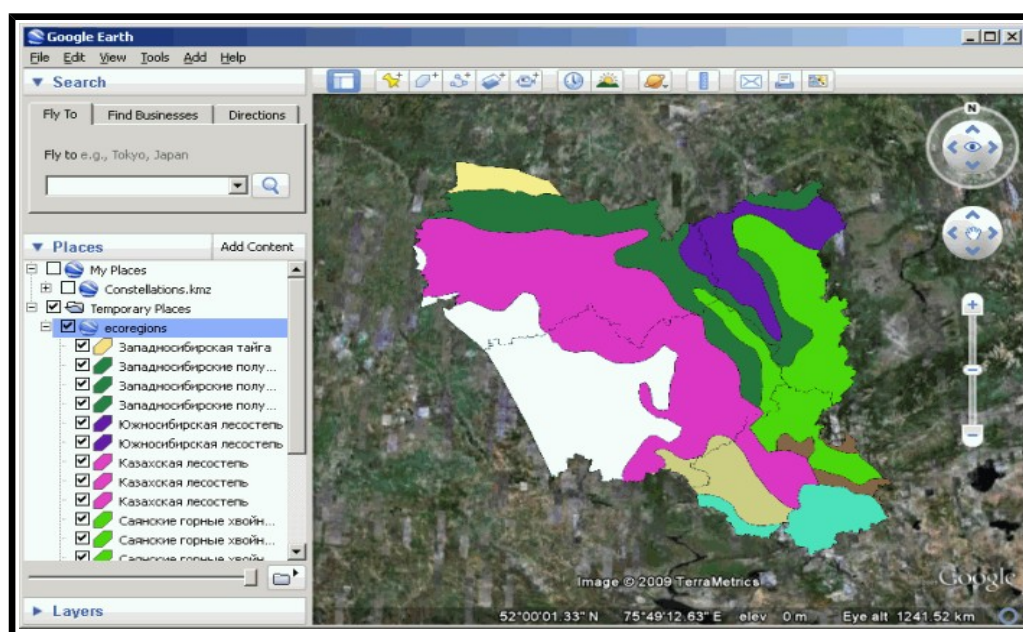 Google Earth
File Edit View Tools Add Help
Search
Fly To Find Businesses Directions
Fly to e.g., Tokyo, Japan
N
Places Add Content
My Places
Constellations.kmz
Temporary Places
ecoregions
Западносибирская тайга
Западносибирские полу...
Западносибирские полу...
Западносибирские полу...
Южносибирская лесостепь
Южносибирская лесостепь
Казахская лесостепь
Казахская лесостепь
Казахская лесостепь
Саянские горные хвойн...
Саянские горные хвойн...
Саянские горные хвойн...
Layers
Image © 2009 TerraMetrics
Google
52°00'01.33" N 75°49'12.63" E elev 0 m Eye alt 1241.52 km